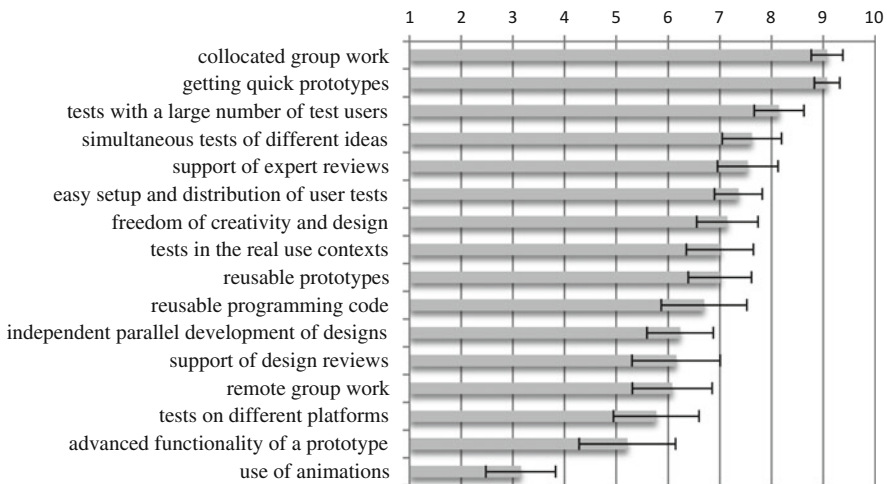 1 2 3 4 5 6 7 8 9 10
collocated group work
getting quick prototypes
tests with a large number of test users
simultaneous tests of different ideas
support of expert reviews
easy setup and distribution of user tests
freedom of creativity and design
tests in the real use contexts
reusable prototypes
reusable programming code
independent parallel development of designs
support of design reviews
remote group work
tests on different platforms
advanced functionality of a prototype
use of animations